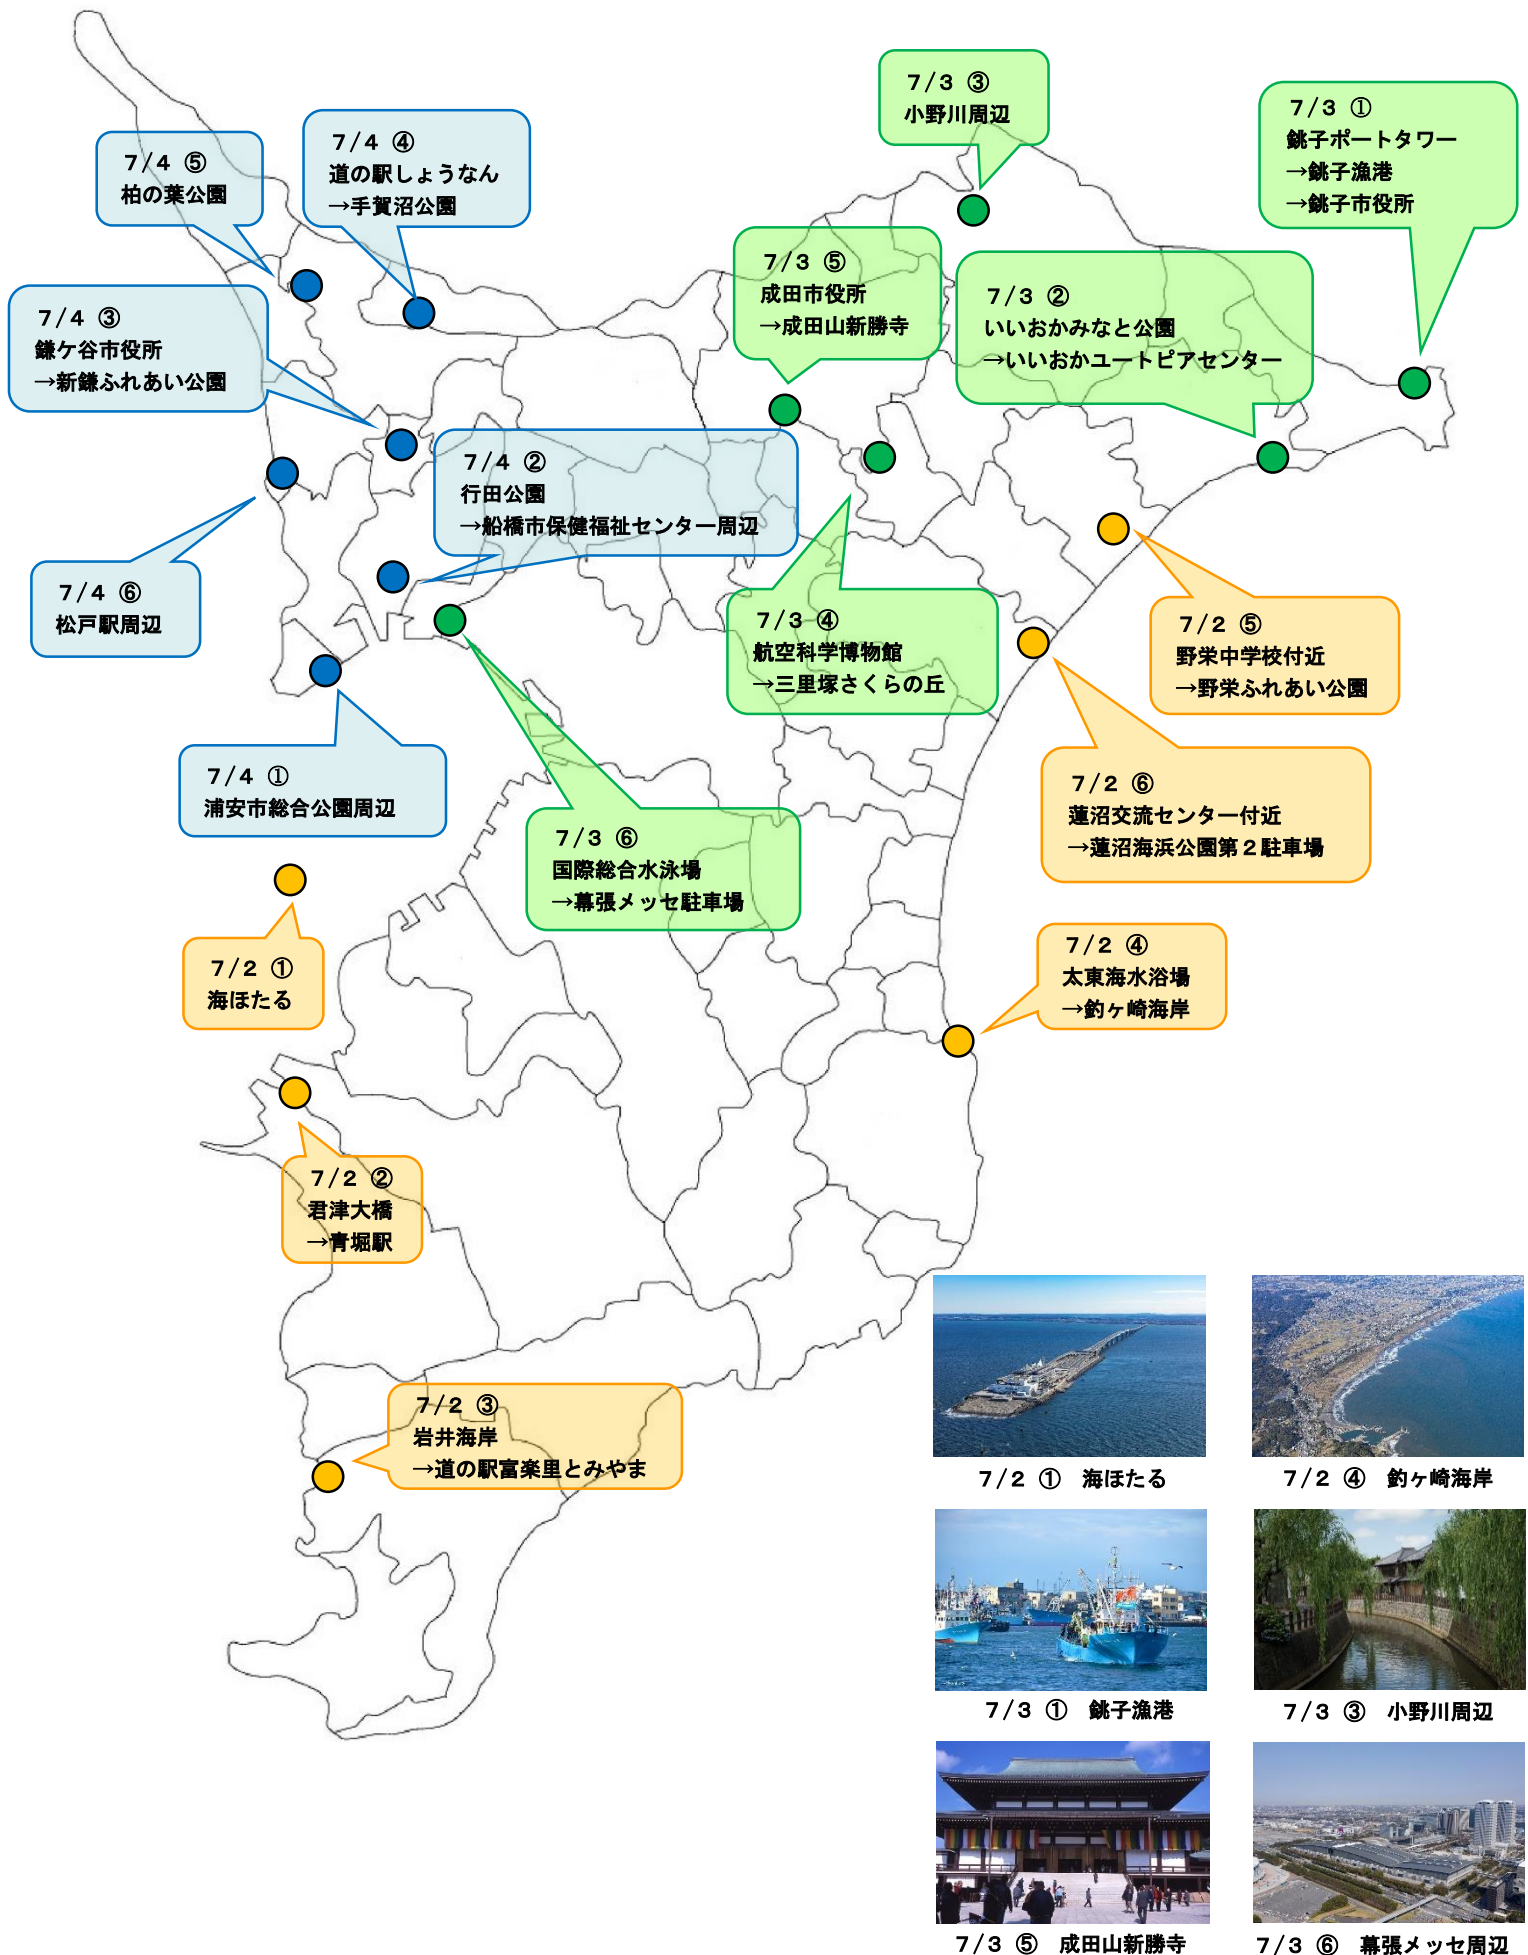 ７/３ ③
小野川周辺
７/３ ①
銚子ポートタワー
→銚子漁港
→銚子市役所
７/４ ④
道の駅しょうなん
→手賀沼公園
７/４ ⑤
柏の葉公園
７/３ ⑤
成田市役所
→成田山新勝寺
７/３ ②
いいおかみなと公園
→いいおかユートピアセンター
７/４ ③
鎌ケ谷市役所
→新鎌ふれあい公園
７/４ ②
行田公園
→船橋市保健福祉センター周辺
７/４ ⑥
松戸駅周辺
７/３ ④
航空科学博物館
→三里塚さくらの丘
７/２ ⑤
野栄中学校付近
→野栄ふれあい公園
７/４ ①
浦安市総合公園周辺
７/２ ⑥
蓮沼交流センター付近
→蓮沼海浜公園第２駐車場
７/３ ⑥
国際総合水泳場
→幕張メッセ駐車場
７/２ ①
海ほたる
７/２ ④
太東海水浴場
→釣ヶ崎海岸
７/２ ②
君津大橋
→青堀駅
７/２ ③
岩井海岸
→道の駅富楽里とみやま
７/２ ① 海ほたる
７/２ ④ 釣ヶ崎海岸
７/３ ① 銚子漁港
７/３ ③ 小野川周辺
７/３ ⑤ 成田山新勝寺
７/３ ⑥ 幕張メッセ周辺